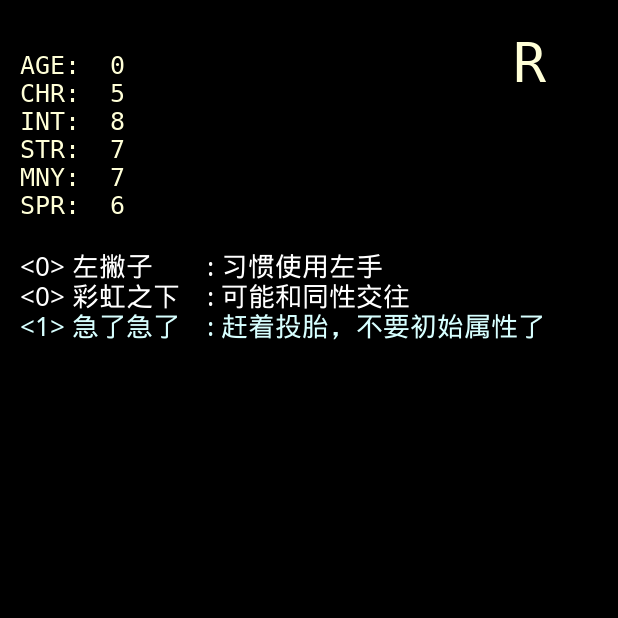 R
AGE:  0
CHR:  5
INT:  8
STR:  7
MNY:  7
SPR:  6
<0> 左撇子 : 习惯使用左手
<0> 彩虹之下 : 可能和同性交往
<1> 急了急了 : 赶着投胎，不要初始属性了